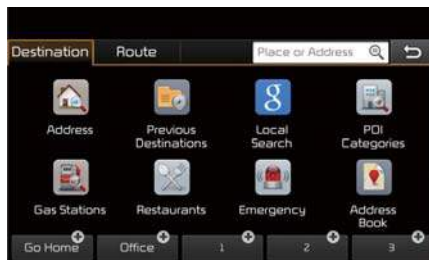 Destination Route Place or Address
Address Previous Destinations Local Search POI Categories
Gas Stations Restaurants Emergency Address Book
Go Home Office 1 2 3